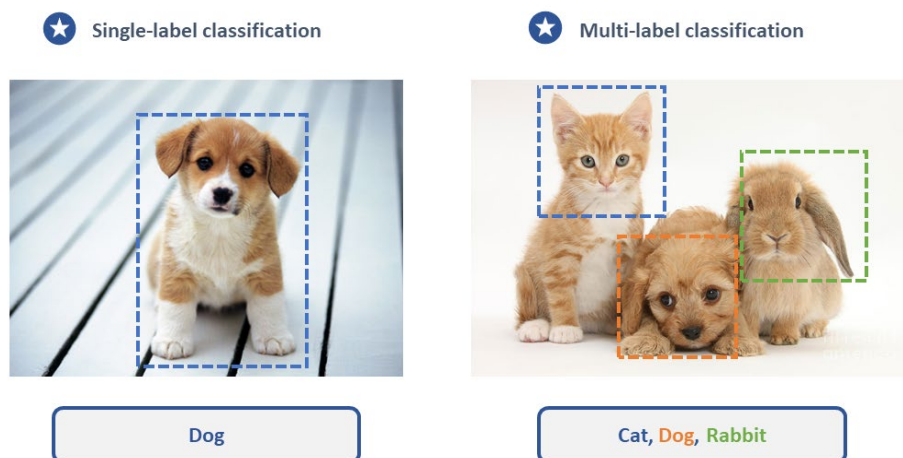 Single-label classification
Multi-label classification
Dog
Cat, Dog, Rabbit